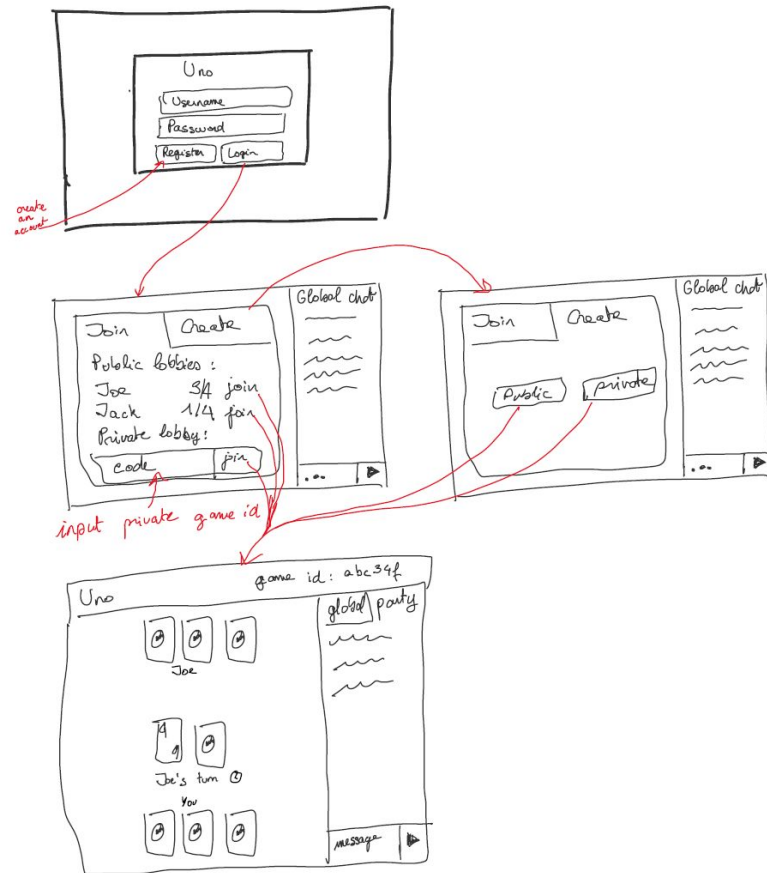 Uno
Username
Password
Register Login
create
an
account
Join Create
Public lobbies :
Joe 3/4 join
Jack 1/4 join
Private lobby :
code join
input private game id
Global chat
...
Join Create
Public private
Global chat
...
Uno game id : abc34f
global party
Joe
9
9
Joe's turn
You
message